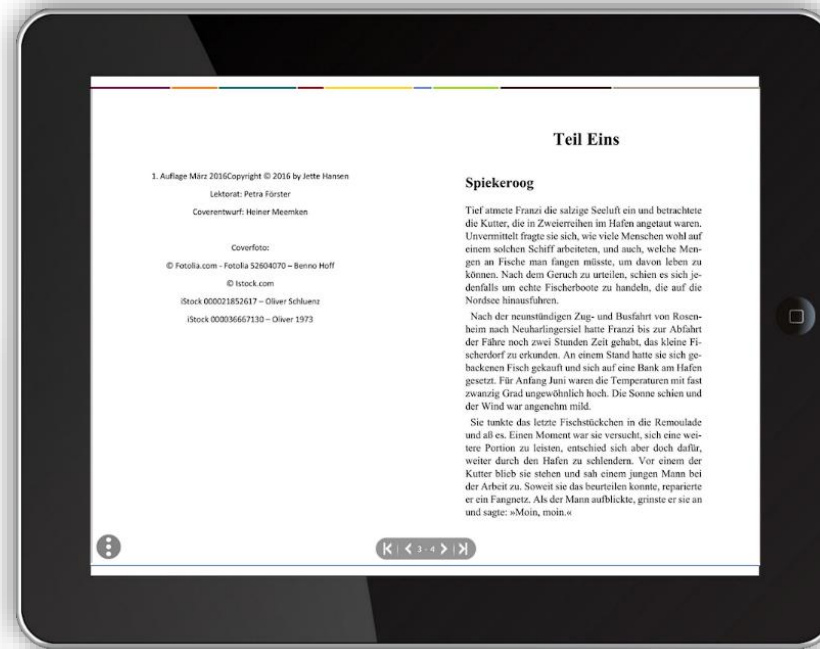 1. Auflage März 2016Copyright © 2016 by Jette Hansen
Lektorat: Petra Förster
Coverentwurf: Heiner Meemken
Coverfoto:
© Fotolia.com - Fotolia 52604070 – Benno Hoff
© Istock.com
iStock 000021852617 – Oliver Schluenz
iStock 000036667130 – Oliver 1973
Teil Eins
Spiekeroog
Tief atmete Franzi die salzige Seeluft ein und betrachtete
die Kutter, die in Zweierreihen im Hafen angetaut waren.
Unvermittelt fragte sie sich, wie viele Menschen wohl auf
einem solchen Schiff arbeiteten, und auch, welche Men-
gen an Fische man fangen müsste, um davon leben zu
können. Nach dem Geruch zu urteilen, schien es sich je-
denfalls um echte Fischerboote zu handeln, die auf die
Nordsee hinausfuhren.
Nach der neunstündigen Zug- und Busfahrt von Rosen-
heim nach Neuharlingersiel hatte Franzi bis zur Abfahrt
der Fähre noch zwei Stunden Zeit gehabt, das kleine Fi-
scherdorf zu erkunden. An einem Stand hatte sie sich ge-
backenen Fisch gekauft und sich auf eine Bank am Hafen
gesetzt. Für Anfang Juni waren die Temperaturen mit fast
zwanzig Grad ungewöhnlich hoch. Die Sonne schien und
der Wind war angenehm mild.
Sie tunkte das letzte Fischstückchen in die Remoulade
und aß es. Einen Moment war sie versucht, sich eine wei-
tere Portion zu leisten, entschied sich aber doch dafür,
weiter durch den Hafen zu schlendern. Vor einem der
Kutter blieb sie stehen und sah einem jungen Mann bei
der Arbeit zu. Soweit sie das beurteilen konnte, reparierte
er ein Fangnetz. Als der Mann aufblickte, grinste er sie an
und sagte: »Moin, moin.«
3 - 4